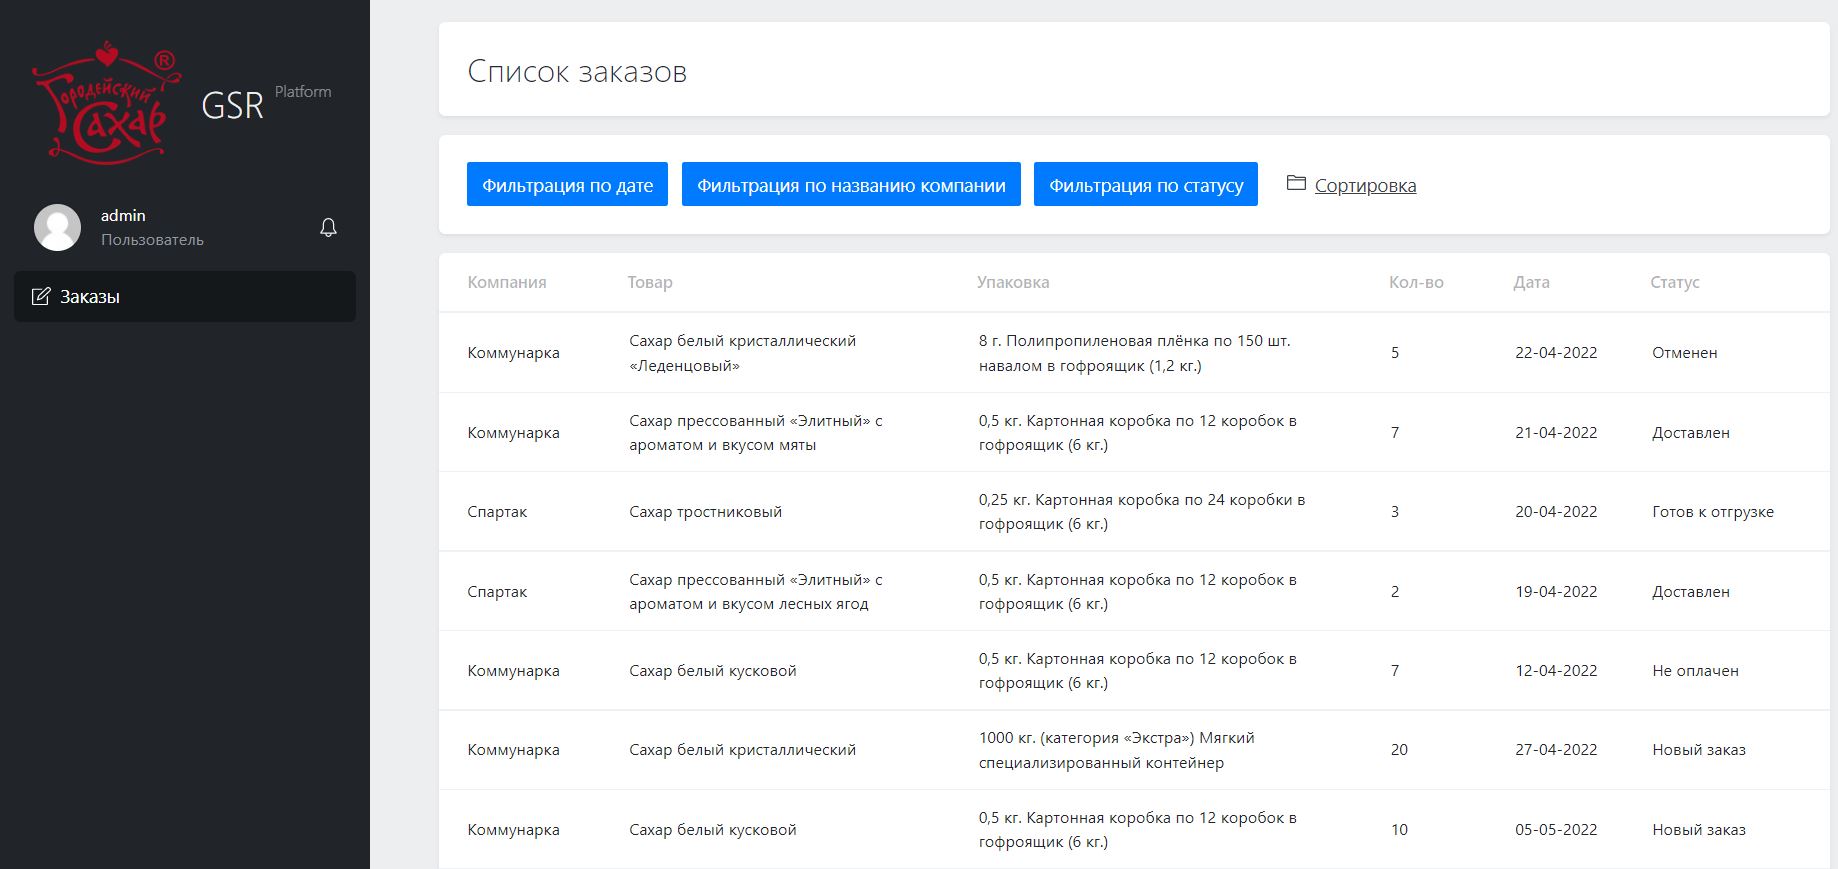 Городейский
Сахар
®
GSR Platform
admin
Пользователь
Заказы
Список заказов
Фильтрация по дате
Фильтрация по названию компании
Фильтрация по статусу
Сортировка
Компания Товар Упаковка Кол-во Дата Статус
Коммунарка
Сахар белый кристаллический
«Леденцовый»
8 г. Полипропиленовая плёнка по 150 шт.
навалом в гофроящик (1,2 кг.)
5
22-04-2022
Отменен
Коммунарка
Сахар прессованный «Элитный» с
ароматом и вкусом мяты
0,5 кг. Картонная коробка по 12 коробок в
гофроящик (6 кг.)
7
21-04-2022
Доставлен
Спартак
Сахар тростниковый
0,25 кг. Картонная коробка по 24 коробки в
гофроящик (6 кг.)
3
20-04-2022
Готов к отгрузке
Спартак
Сахар прессованный «Элитный» с
ароматом и вкусом лесных ягод
0,5 кг. Картонная коробка по 12 коробок в
гофроящик (6 кг.)
2
19-04-2022
Доставлен
Коммунарка
Сахар белый кусковой
0,5 кг. Картонная коробка по 12 коробок в
гофроящик (6 кг.)
7
12-04-2022
Не оплачен
Коммунарка
Сахар белый кристаллический
1000 кг. (категория «Экстра») Мягкий
специализированный контейнер
20
27-04-2022
Новый заказ
Коммунарка
Сахар белый кусковой
0,5 кг. Картонная коробка по 12 коробок в
гофроящик (6 кг.)
10
05-05-2022
Новый заказ